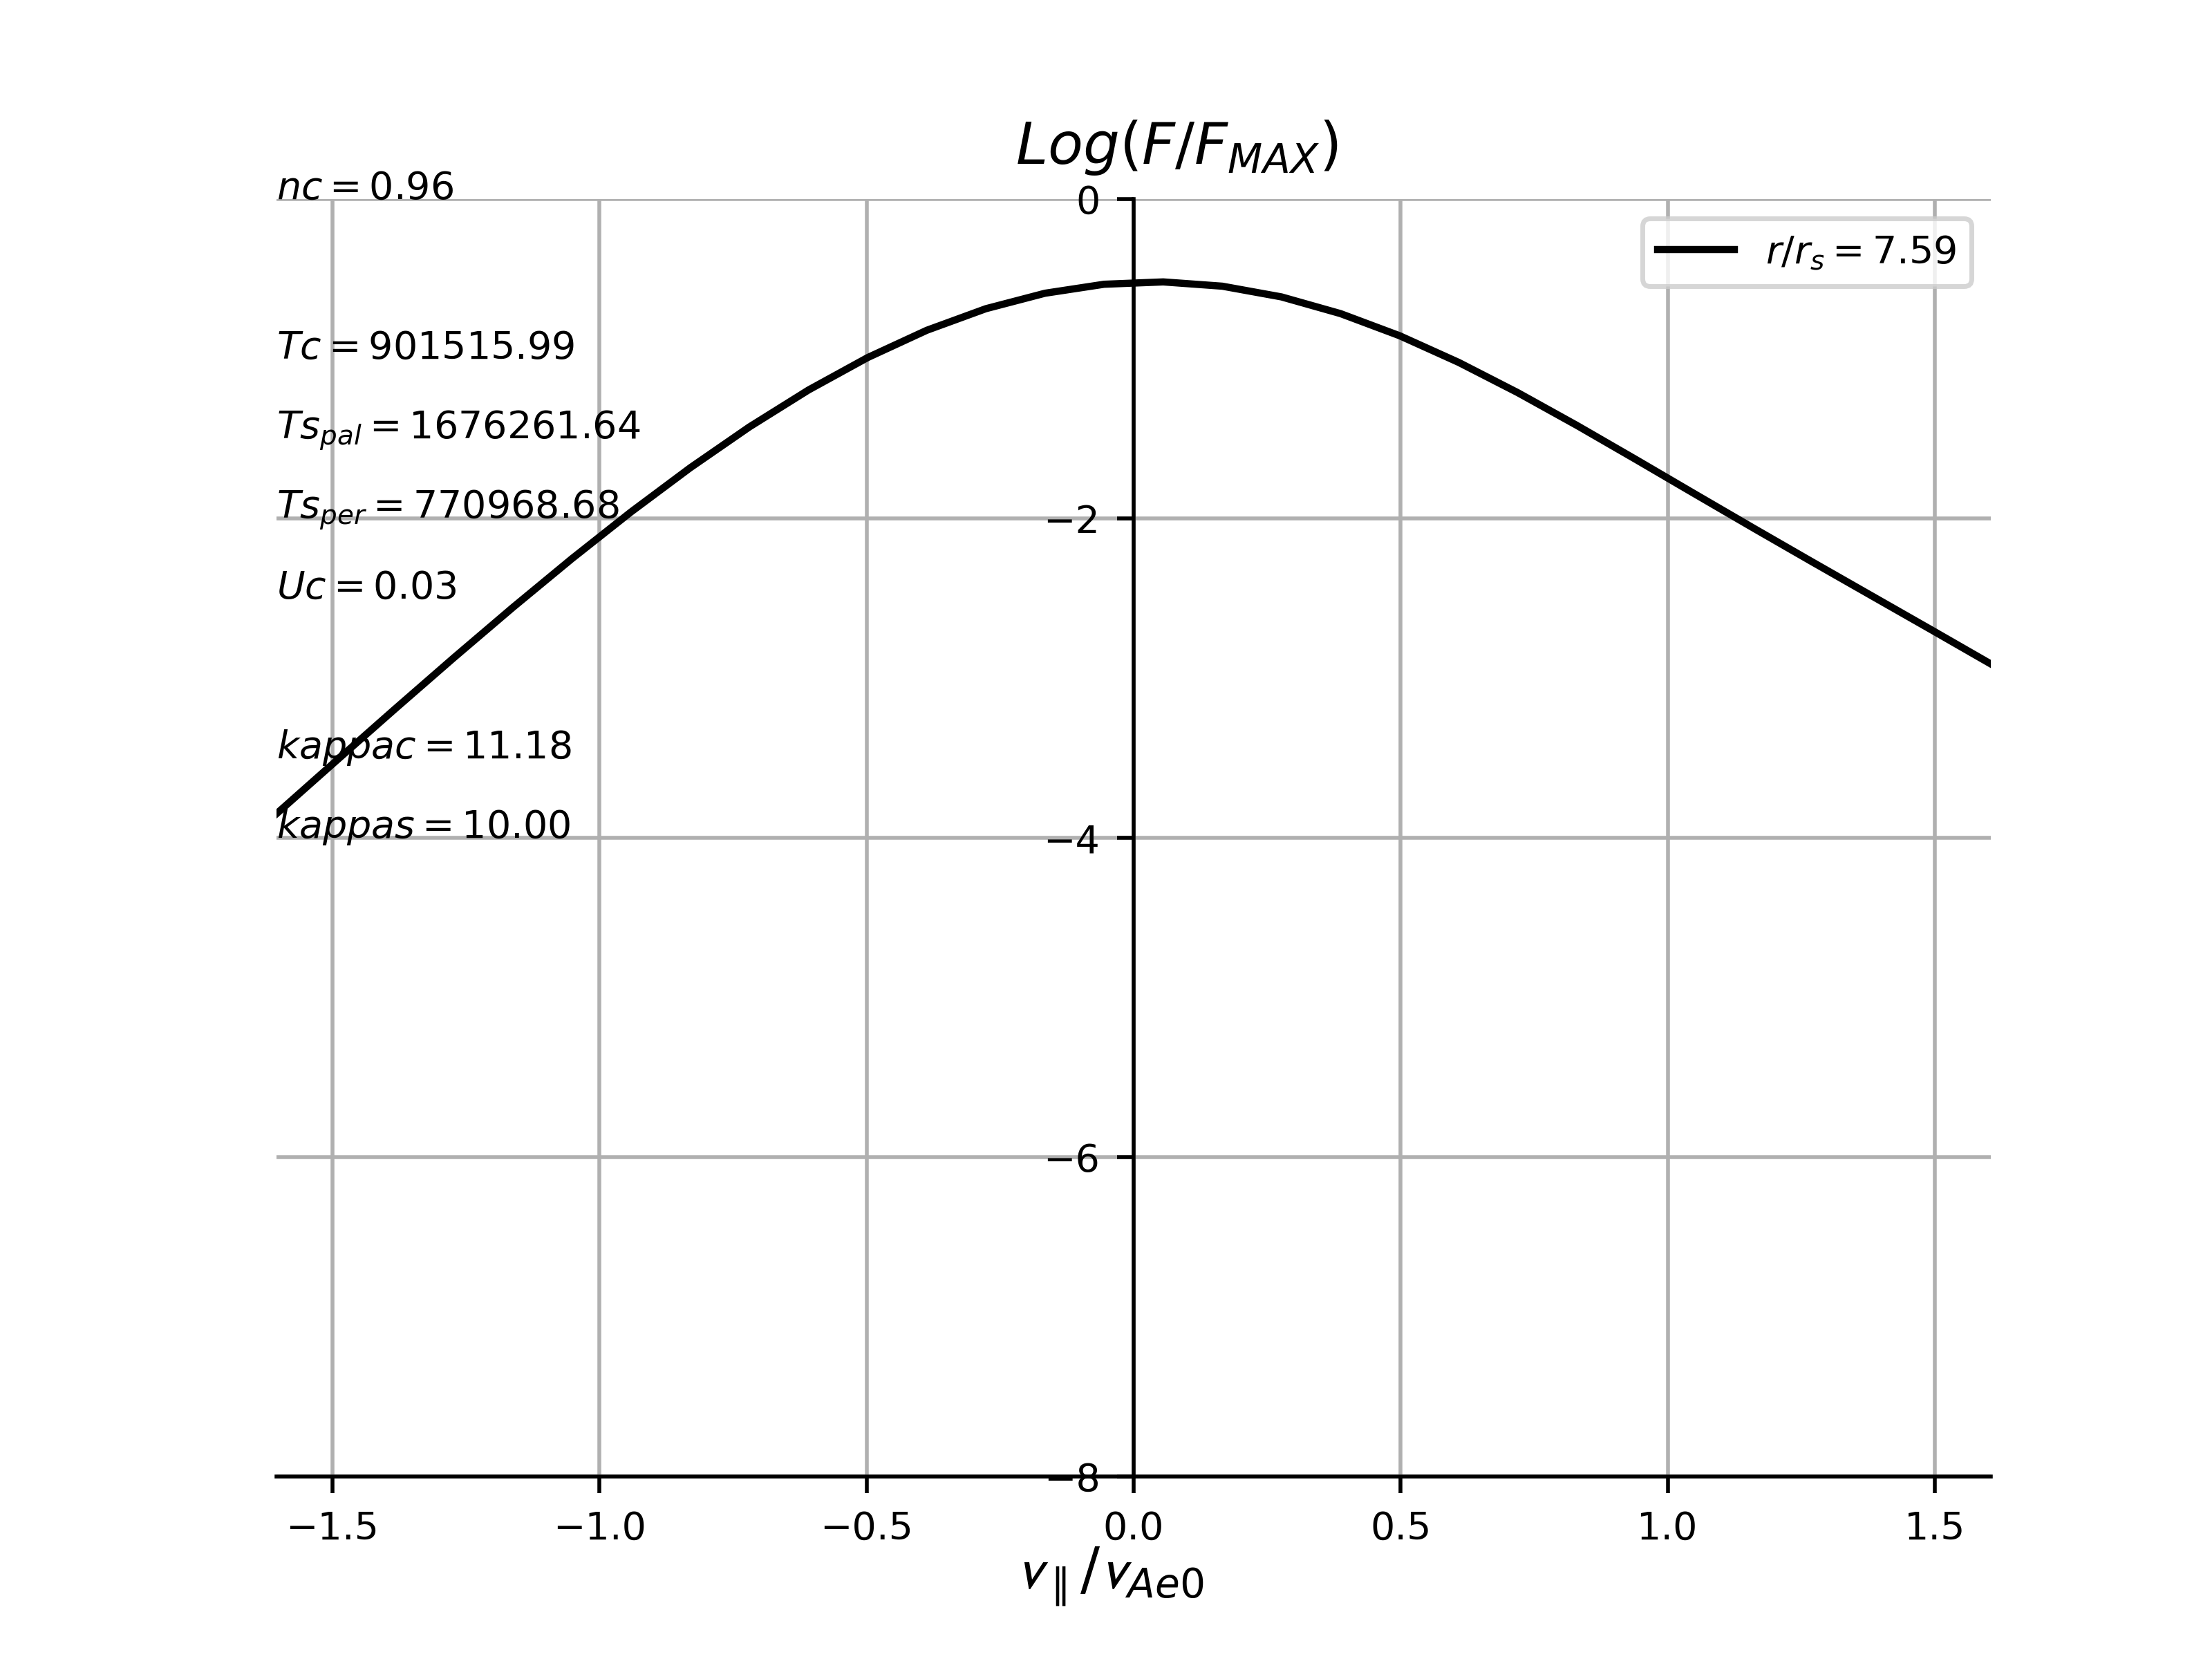 Log(F/F_MAX)
nc = 0.96
0
r/r_s = 7.59
Tc = 901515.99
Ts_pal = 1676261.64
Ts_per = 770968.68
−2
Uc = 0.03
kappac = 11.18
kappas = 10.00
−4
−6
−8
−1.5 −1.0 −0.5 0.0 0.5 1.0 1.5
v_∥/v_Ae0